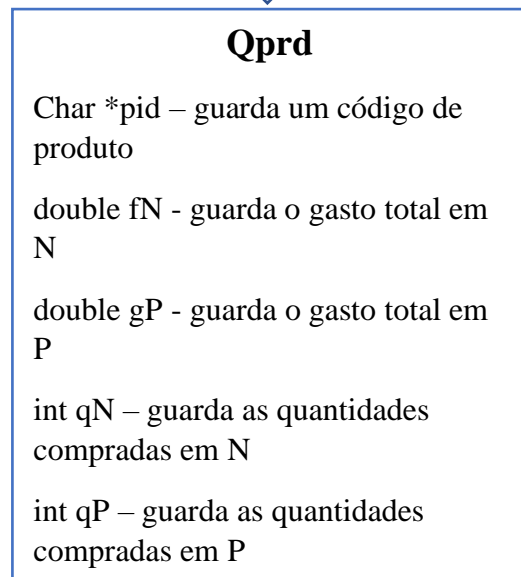 Qprd
Char *pid – guarda um código de
produto
double fN - guarda o gasto total em
N
double gP - guarda o gasto total em
P
int qN – guarda as quantidades
compradas em N
int qP – guarda as quantidades
compradas em P